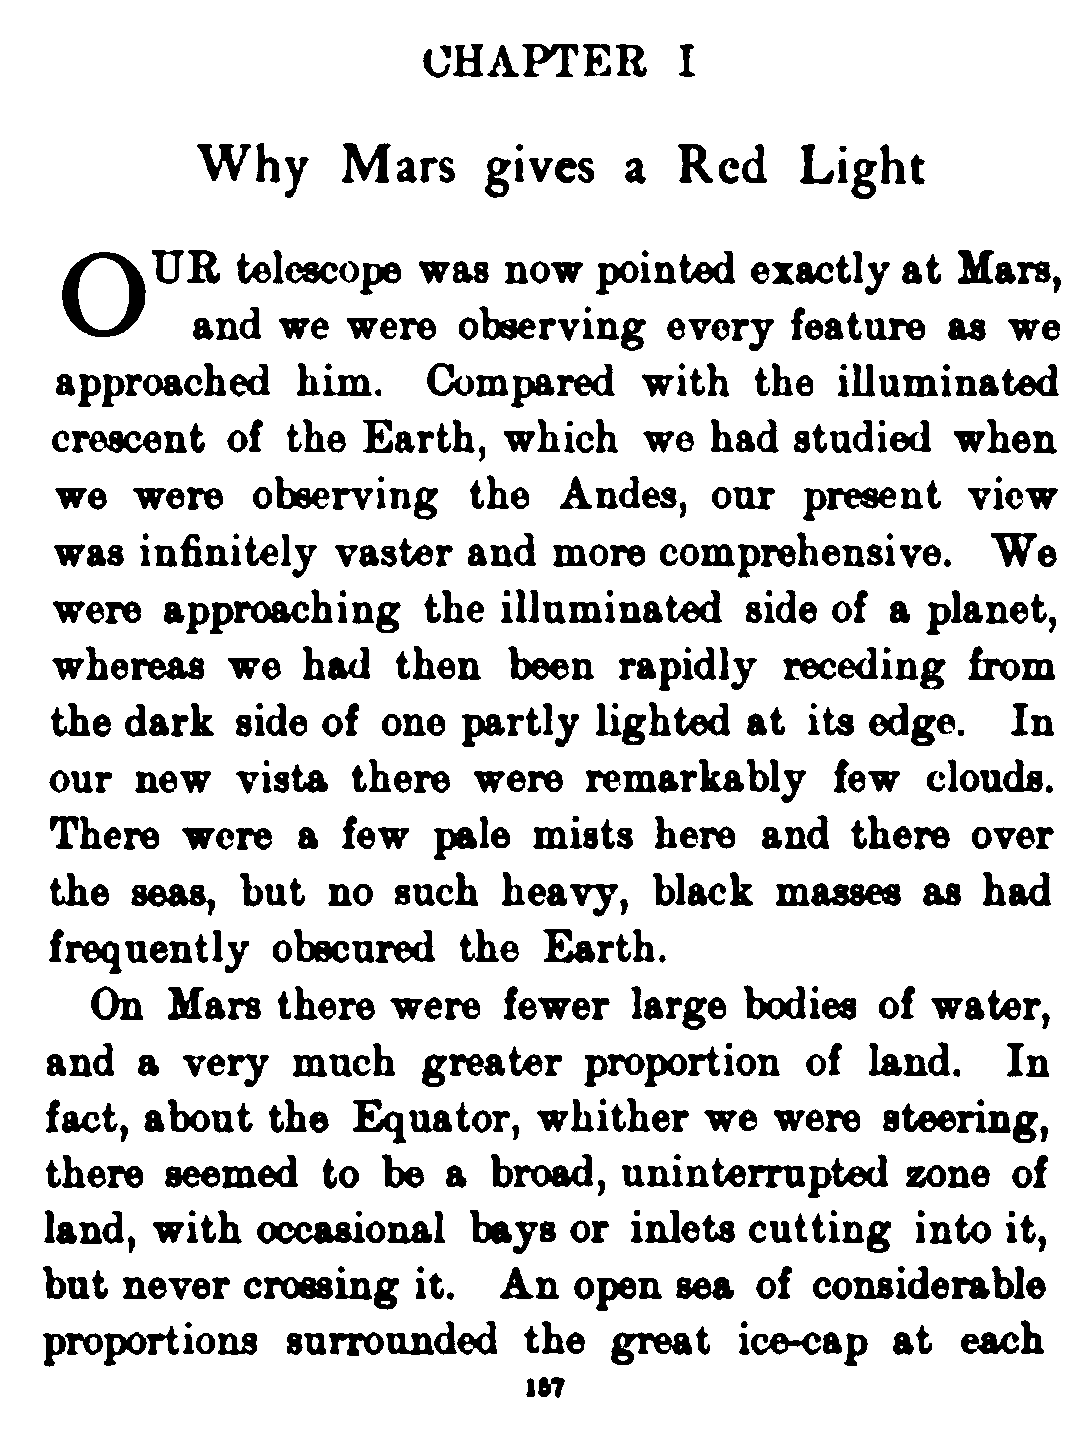 CHAPTER I
Why Mars gives a Red Light
OUR telescope was now pointed exactly at Mars,
and we were observing every feature as we
approached him. Compared with the illuminated
crescent of the Earth, which we had studied when
we were observing the Andes, our present view
was infinitely vaster and more comprehensive. We
were approaching the illuminated side of a planet,
whereas we had then been rapidly receding from
the dark side of one partly lighted at its edge. In
our new vista there were remarkably few clouds.
There were a few pale mists here and there over
the seas, but no such heavy, black masses as had
frequently obscured the Earth.
On Mars there were fewer large bodies of water,
and a very much greater proportion of land. In
fact, about the Equator, whither we were steering,
there seemed to be a broad, uninterrupted zone of
land, with occasional bays or inlets cutting into it,
but never crossing it. An open sea of considerable
proportions surrounded the great ice-cap at each